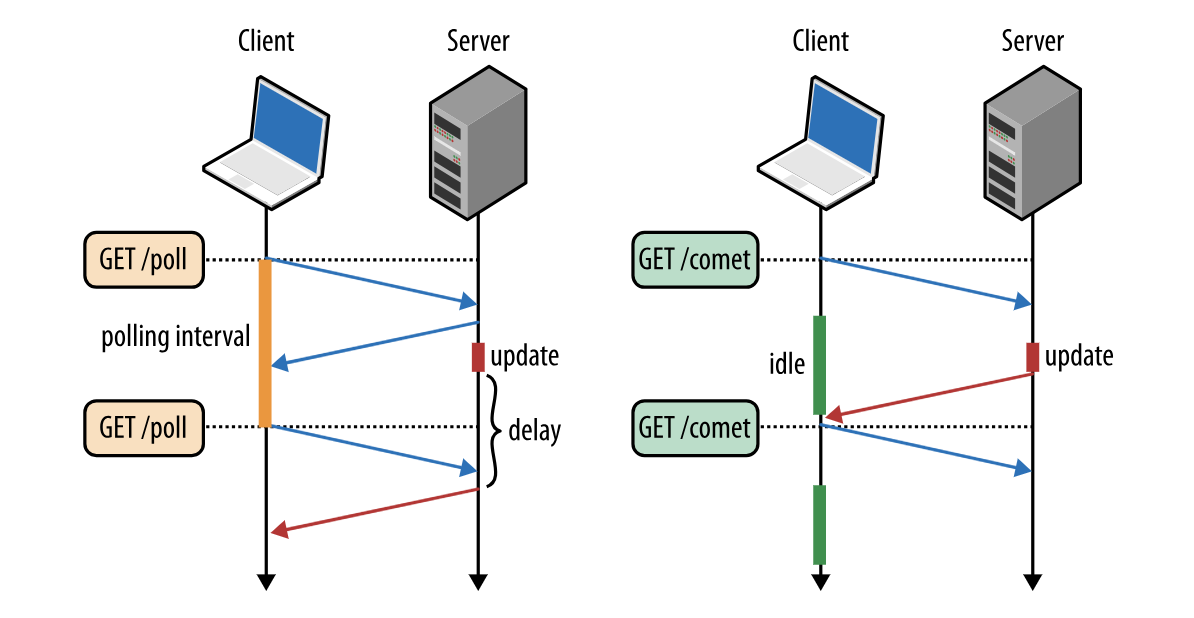 Client
Server
GET /poll
polling interval
update
GET /poll
delay
Client
Server
GET /comet
idle
update
GET /comet